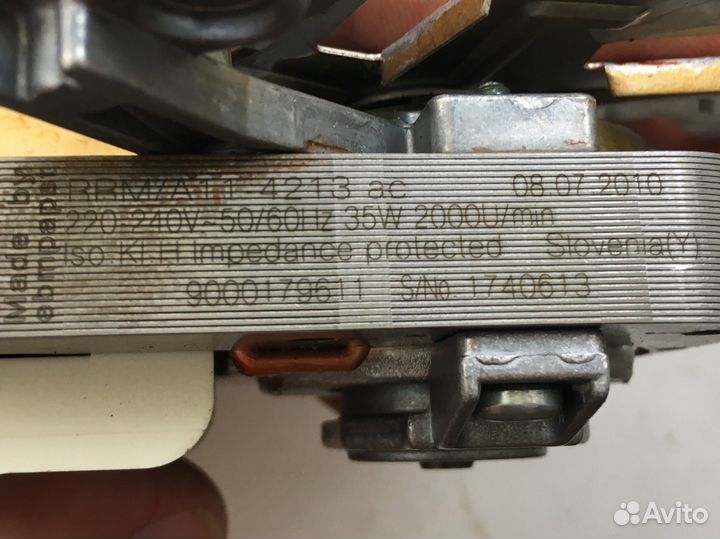 Made by
ebmpapst
RRM/A11-4213 ac 08.07.2010
220-240V~50/60Hz 35W 2000U/min
Iso.Kl.H Impedance protected Slovenia(Y)
9000179611 S/No. 1740613
Avito